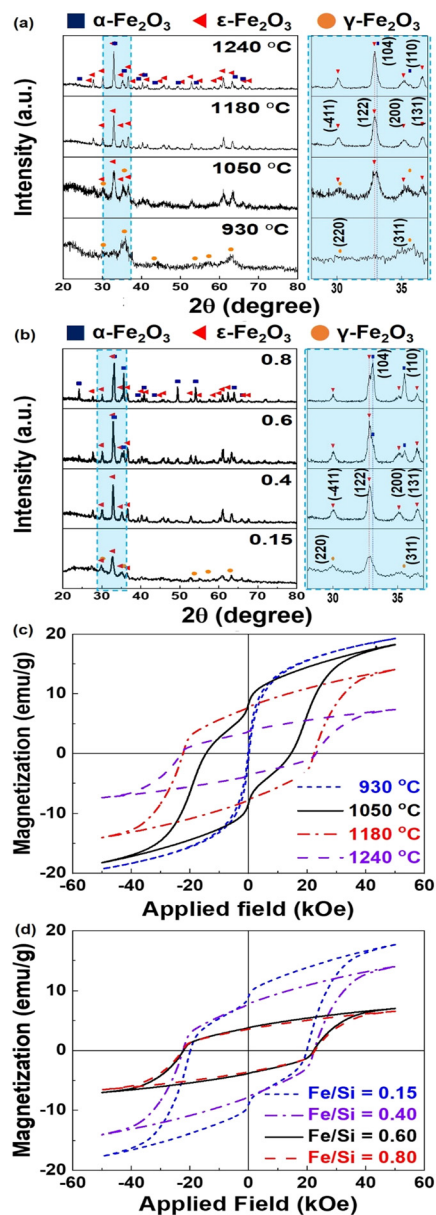 (a)
α-Fe2O3 ε-Fe2O3 γ-Fe2O3
1240 °C
1180 °C
1050 °C
930 °C
(104)
(110)
(-411)
(122)
(200)
(131)
(220)
(311)
Intensity (a.u.)
20 30 40 50 60 70 80
30 35
2θ (degree)
(b)
α-Fe2O3 ε-Fe2O3 γ-Fe2O3
0.8
0.6
0.4
0.15
(104)
(110)
(-411)
(122)
(200)
(131)
(220)
(311)
Intensity (a.u.)
20 30 40 50 60 70 80
30 35
2θ (degree)
(c)
Magnetization (emu/g)
20
10
0
-10
-20
930 °C
1050 °C
1180 °C
1240 °C
-60 -40 -20 0 20 40 60
Applied field (kOe)
(d)
Magnetization (emu/g)
20
10
0
-10
-20
Fe/Si = 0.15
Fe/Si = 0.40
Fe/Si = 0.60
Fe/Si = 0.80
-60 -40 -20 0 20 40 60
Applied Field (kOe)